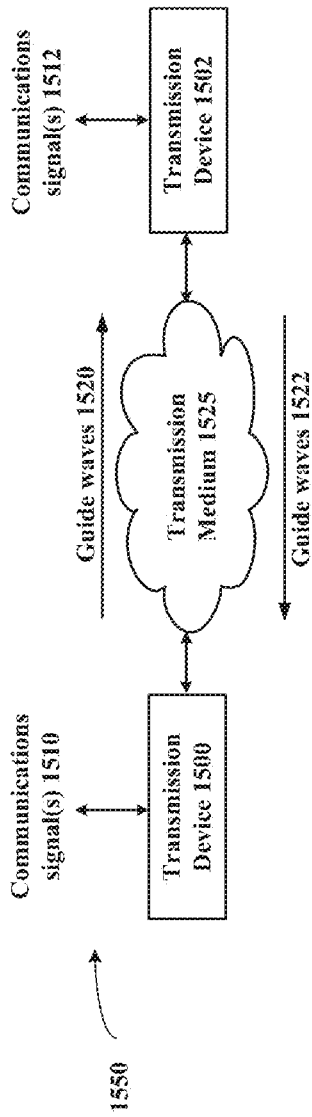 1550
Communications
signal(s) 1510
Transmission
Device 1500
Guide waves 1520
Transmission
Medium 1525
Guide waves 1522
Communications
signal(s) 1512
Transmission
Device 1502